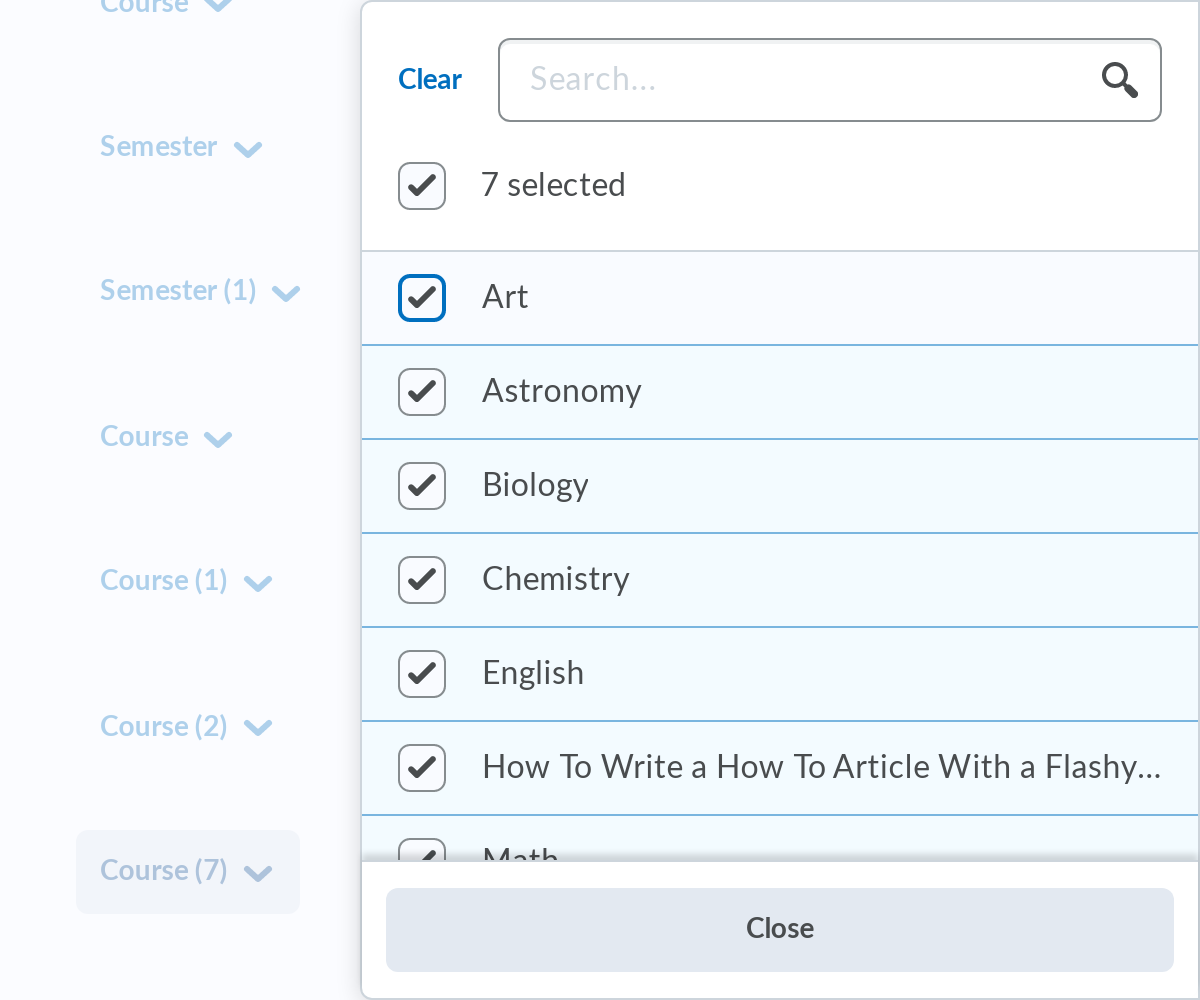 Course
Semester
Semester (1)
Course
Course (1)
Course (2)
Course (7)
Clear
Search...
7 selected
Art
Astronomy
Biology
Chemistry
English
How To Write a How To Article With a Flashy...
Math
Close